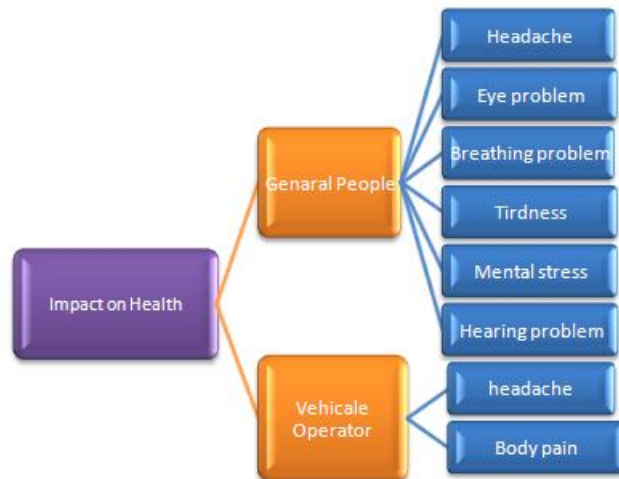 Impact on Health
Genaral People
Headache
Eye problem
Breathing problem
Tirdness
Mental stress
Hearing problem
Vehicale
Operator
headache
Body pain